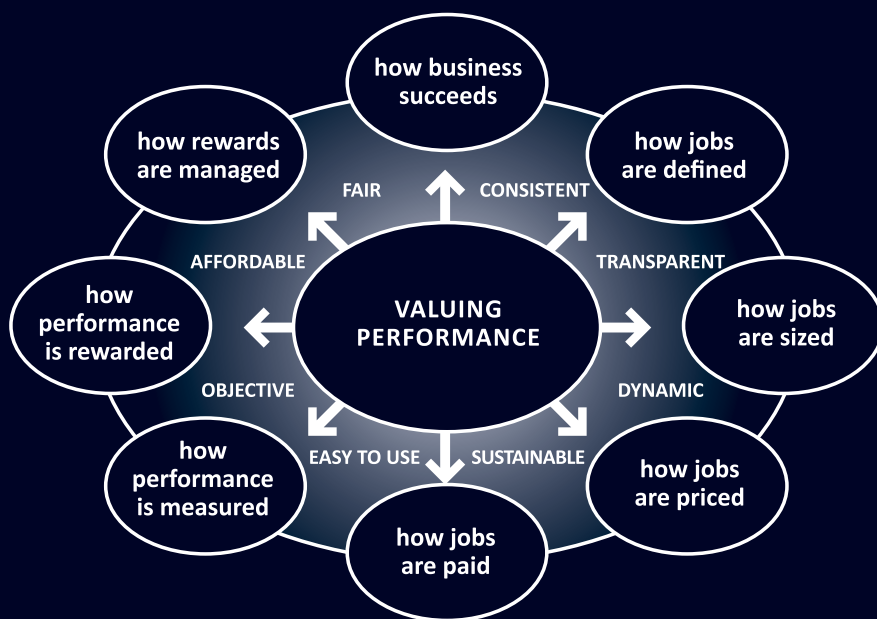 how business
succeeds
how rewards
are managed
how jobs
are defined
FAIR
CONSISTENT
AFFORDABLE
TRANSPARENT
how
performance
is rewarded
VALUING
PERFORMANCE
how jobs
are sized
OBJECTIVE
DYNAMIC
how
performance
is measured
EASY TO USE
SUSTAINABLE
how jobs
are priced
how jobs
are paid